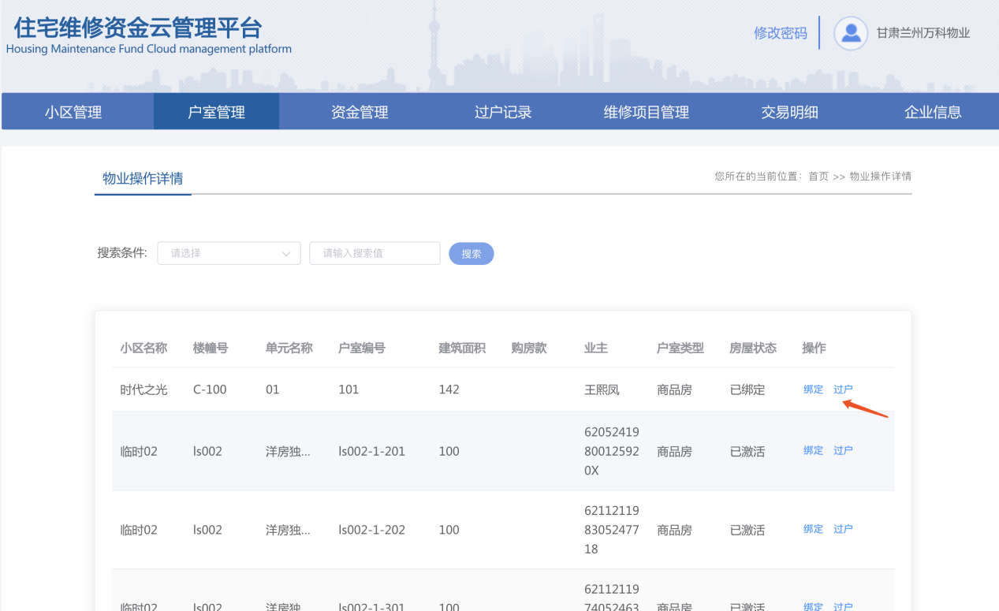 住宅维修资金云管理平台
Housing Maintenance Fund Cloud management platform
修改密码 甘肃兰州万科物业
小区管理 户室管理 资金管理 过户记录 维修项目管理 交易明细 企业信息
物业操作详情 您所在的当前位置： 首页 >> 物业操作详情
搜索条件: 请选择 请输入搜索值 搜索
小区名称 楼幢号 单元名称 户室编号 建筑面积 购房款 业主 户室类型 房屋状态 操作
时代之光 C-100 01 101 142 王熙凤 商品房 已绑定 绑定 过户
62052419
临时02 ls002 洋房独... ls002-1-201 100 80012592 商品房 已激活 绑定 过户
0X
62112119
临时02 ls002 洋房独... ls002-1-202 100 83052477 商品房 已激活 绑定 过户
18
62112119
临时02 ls002 洋房独... ls002-1-301 100 74052463 商品房 已激活 绑定 过户